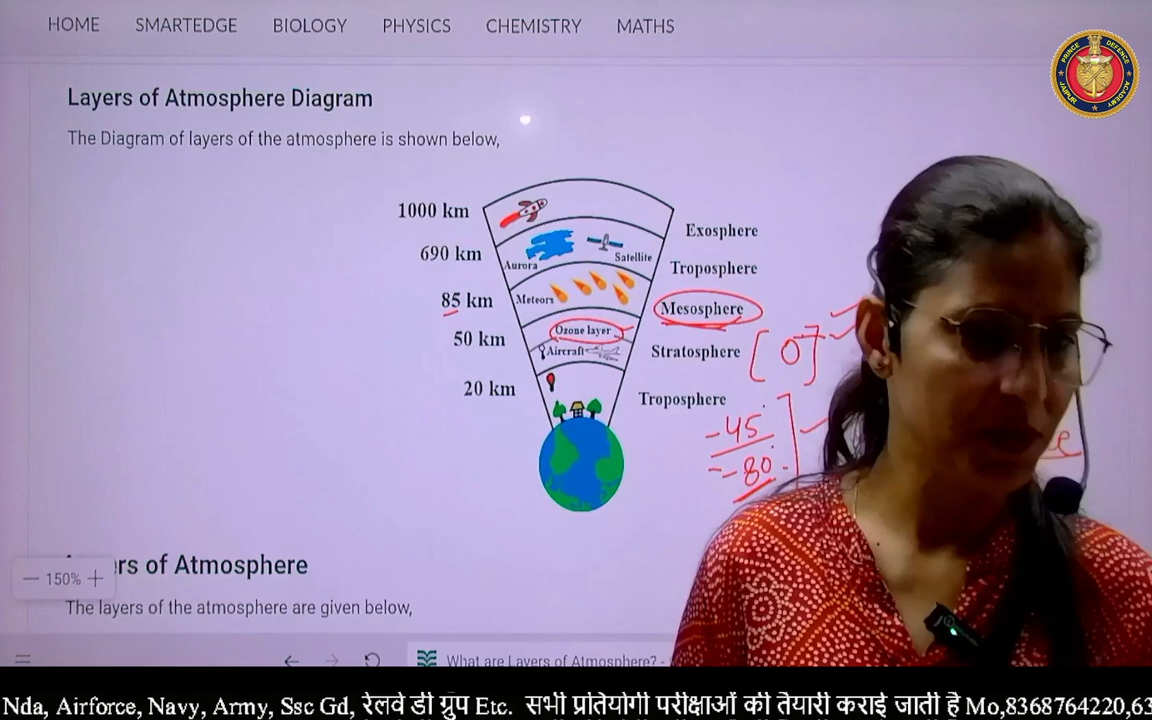 HOME SMARTEDGE BIOLOGY PHYSICS CHEMISTRY MATHS
PRINCE DEFENCE ACADEMY JAIPUR
Layers of Atmosphere Diagram
The Diagram of layers of the atmosphere is shown below,
1000 km
Exosphere
690 km
Aurora
Satellite
Troposphere
85 km
Meteors
Mesosphere
50 km
Ozone layer
Aircraft
Stratosphere [0]
20 km
Troposphere
-45
-80
rs of Atmosphere
150%
The layers of the atmosphere are given below,
What are Layers of Atmosphere? -
Nda, Airforce, Navy, Army, Ssc Gd, रेलवे डी ग्रुप Etc. सभी प्रतियोगी परीक्षाओं की तैयारी कराई जाती है Mo,8368764220,63